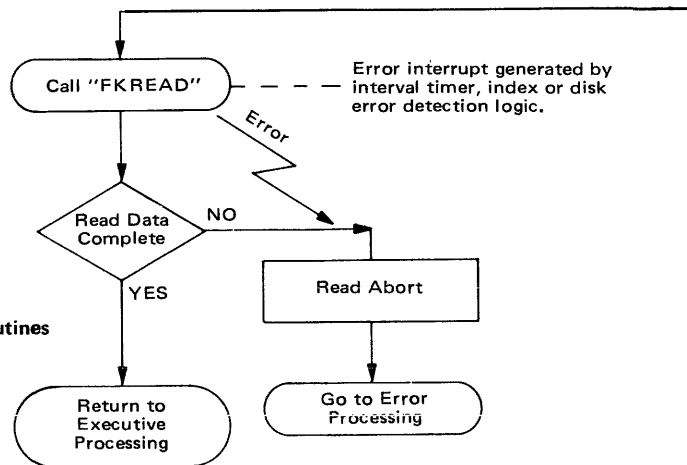 Call "FKREAD"
Error interrupt generated by
interval timer, index or disk
error detection logic.
Error
Read Data
Complete
NO
YES
Read Abort
utines
Return to
Executive
Processing
Go to Error
Processing